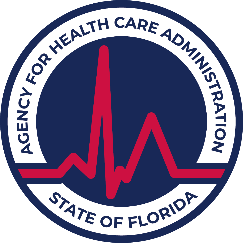 AGENCY FOR HEALTH CARE ADMINISTRATION
STATE OF FLORIDA